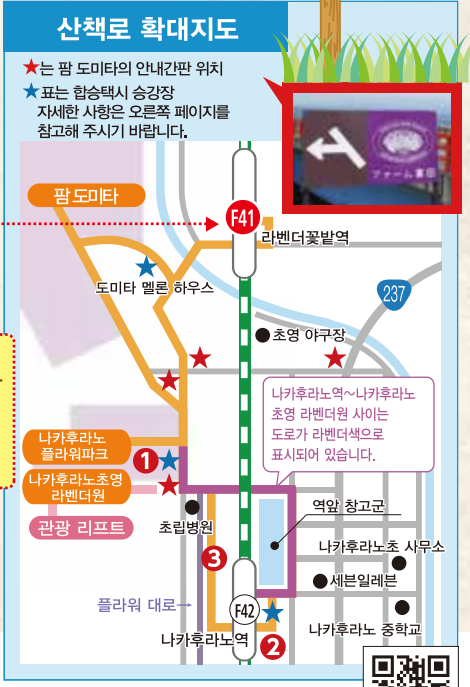 산책로 확대지도
★는 팜 도미타의 안내간판 위치
★표는 합승택시 승강장
자세한 사항은 오른쪽 페이지를
참고해 주시기 바랍니다.
ファーム富田
팜 도미타
F41
라벤더꽃밭역
도미타 멜론 하우스
237
초영 야구장
나카후라노역~나카후라노
초영 라벤더원 사이는
도로가 라벤더색으로
표시되어 있습니다.
나카후라노
플라워파크
1
나카후라노초영
라벤더원
관광 리프트
초립병원
역앞 창고군
3
나카후라노초 사무소
세븐일레븐
플라워 대로→
F42
나카후라노역
2
나카후라노 중학교